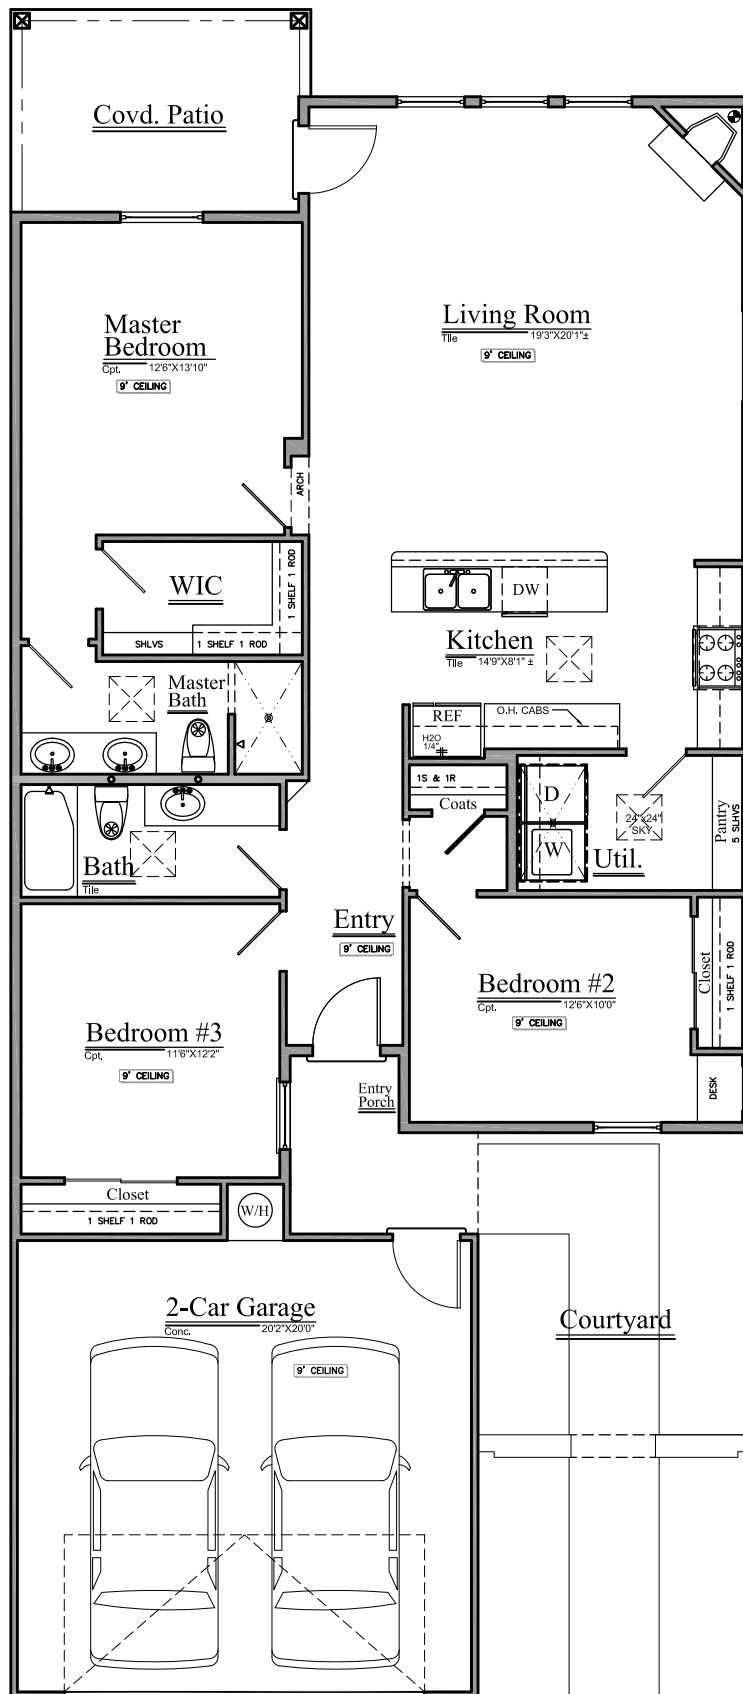 Covd. Patio
Master
Bedroom
Cpt. 12'6"X13'10"
9' CEILING
Living Room
Tile 19'3"X20'1"±
9' CEILING
ARCH
WIC
1 SHELF 1 ROD
SHLVS 1 SHELF 1 ROD
DW
Kitchen
Tile 14'9"X8'1" ±
Master
Bath
REF
H2O
1/4"
O.H. CABS
1S & 1R
Coats
D
W
24"x24"
SKY
Util.
Pantry
5 SLHVS
Bath
Tile
Entry
9' CEILING
Bedroom #2
Cpt. 12'6"X10'0"
9' CEILING
Closet
1 SHELF 1 ROD
DESK
Bedroom #3
Cpt. 11'6"X12'2"
9' CEILING
Entry
Porch
Closet
1 SHELF 1 ROD
W/H
2-Car Garage
Conc. 20'2"X20'0"
9' CEILING
Courtyard